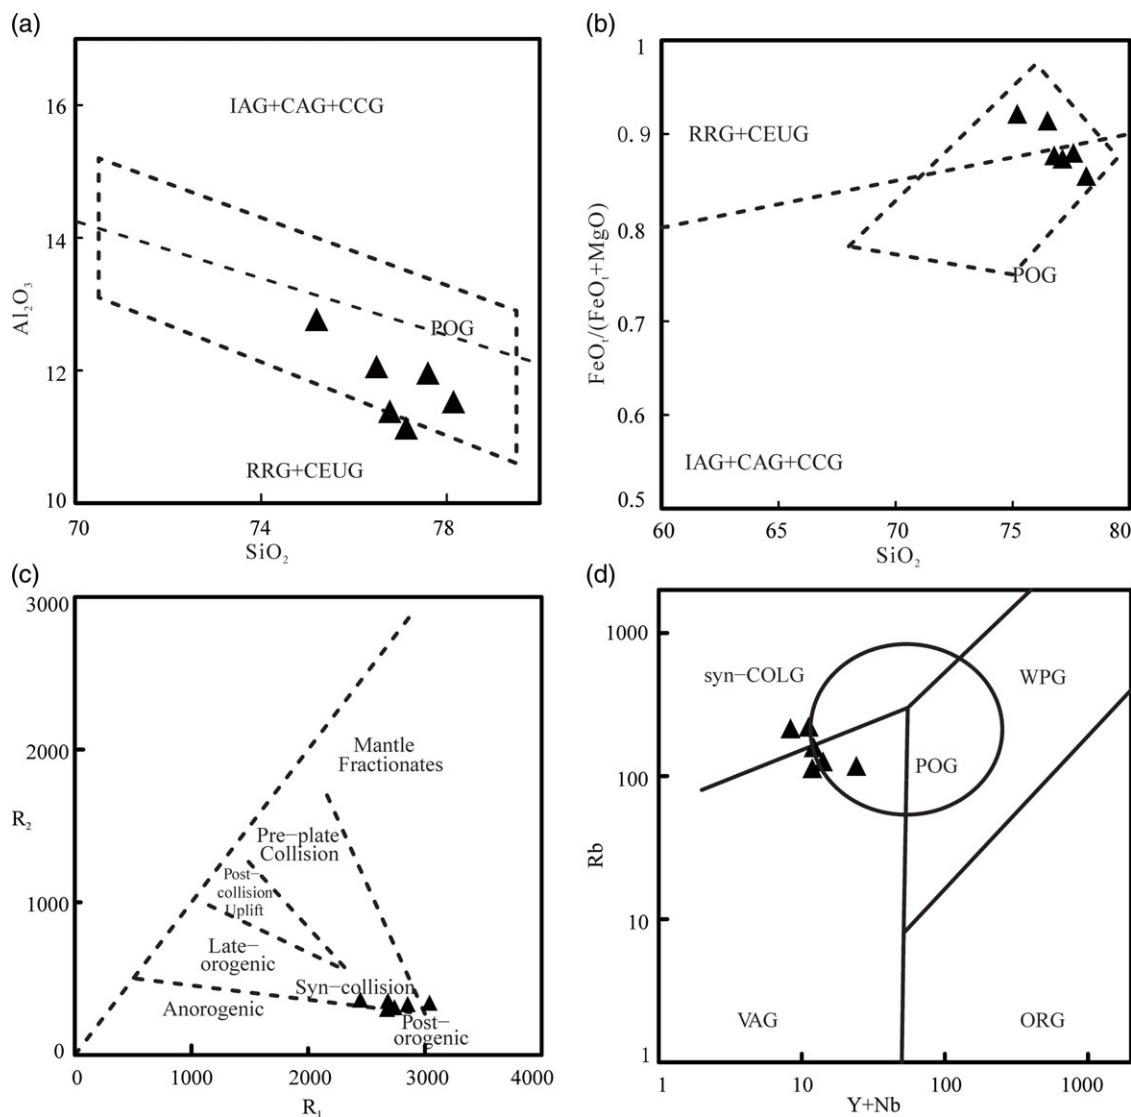 (a)
16
14
12
10
Al₂O₃
IAG+CAG+CCG
POG
RRG+CEUG
70
74
78
SiO₂
(b)
1
0.9
0.8
0.7
0.6
0.5
FeOₜ/(FeOₜ+MgO)
RRG+CEUG
POG
IAG+CAG+CCG
60
65
70
75
80
SiO₂
(c)
3000
2000
1000
0
R₂
Mantle
Fractionates
Pre−plate
Collision
Post−
collision
Uplift
Late−
orogenic
Syn−collision
Anorogenic
Post−
orogenic
0
1000
2000
3000
4000
R₁
(d)
1000
100
10
1
Rb
syn−COLG
WPG
POG
VAG
ORG
1
10
100
1000
Y+Nb